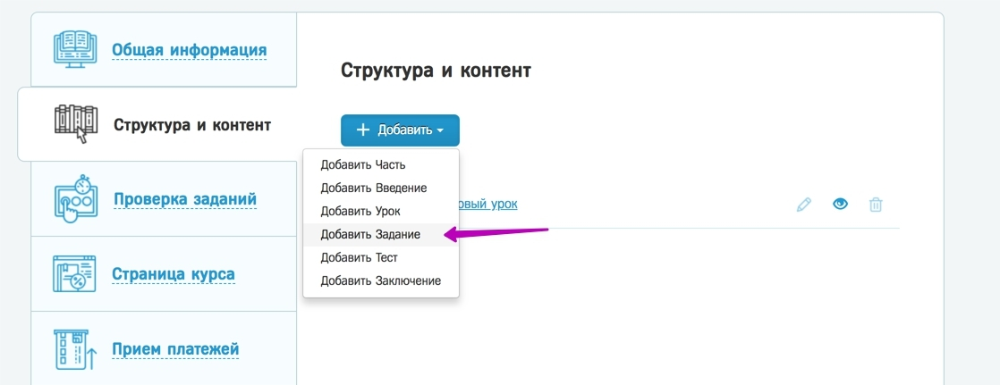 Общая информация
Структура и контент
Проверка заданий
Страница курса
Прием платежей
Структура и контент
+ Добавить
Добавить Часть
Добавить Введение
Добавить Урок
Добавить Задание
Добавить Тест
Добавить Заключение
урок